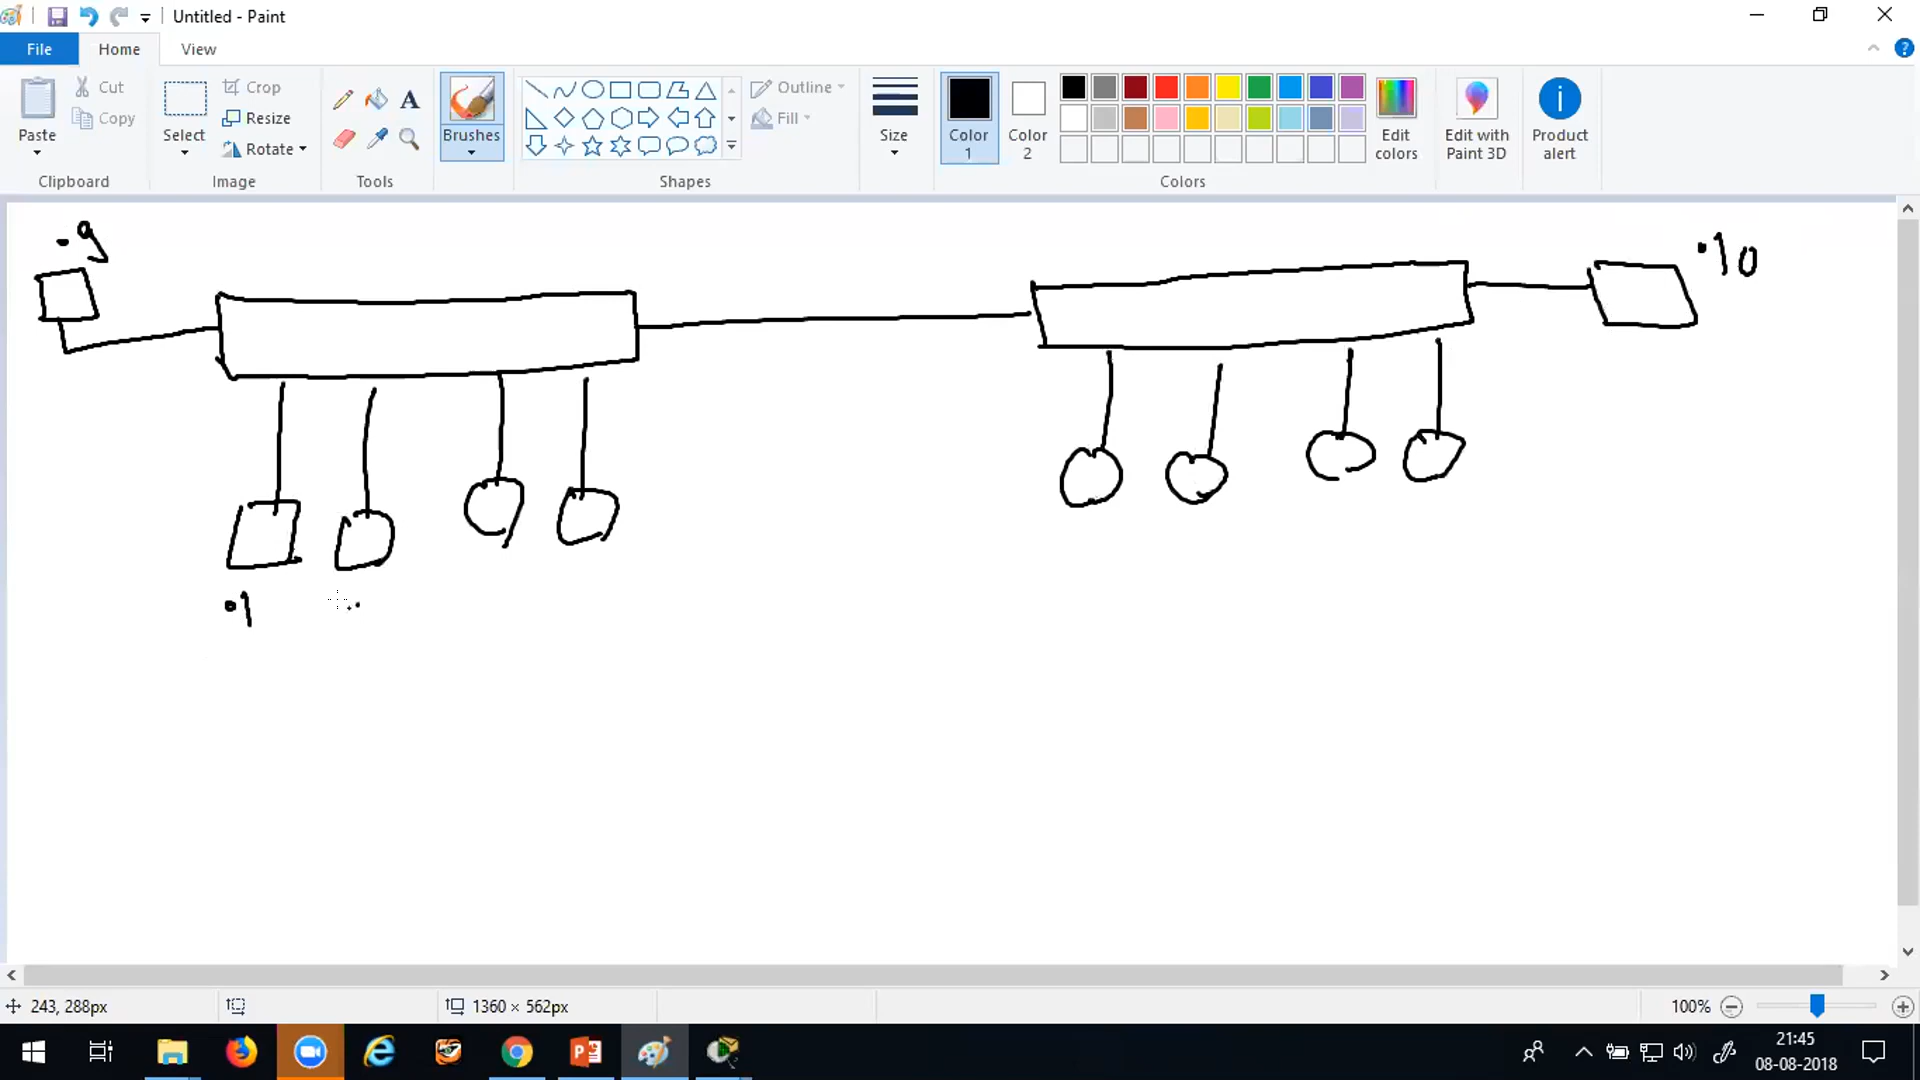 Untitled - Paint
File Home View
Paste
Cut
Copy
Clipboard
Select
Crop
Resize
Rotate
Image
Tools
Brushes
Shapes
Outline
Fill
Size
Color 1
Color 2
Colors
Edit colors
Edit with Paint 3D
Product alert
.9
.10
.1
243, 288px
1360 × 562px
100%
21:45
08-08-2018